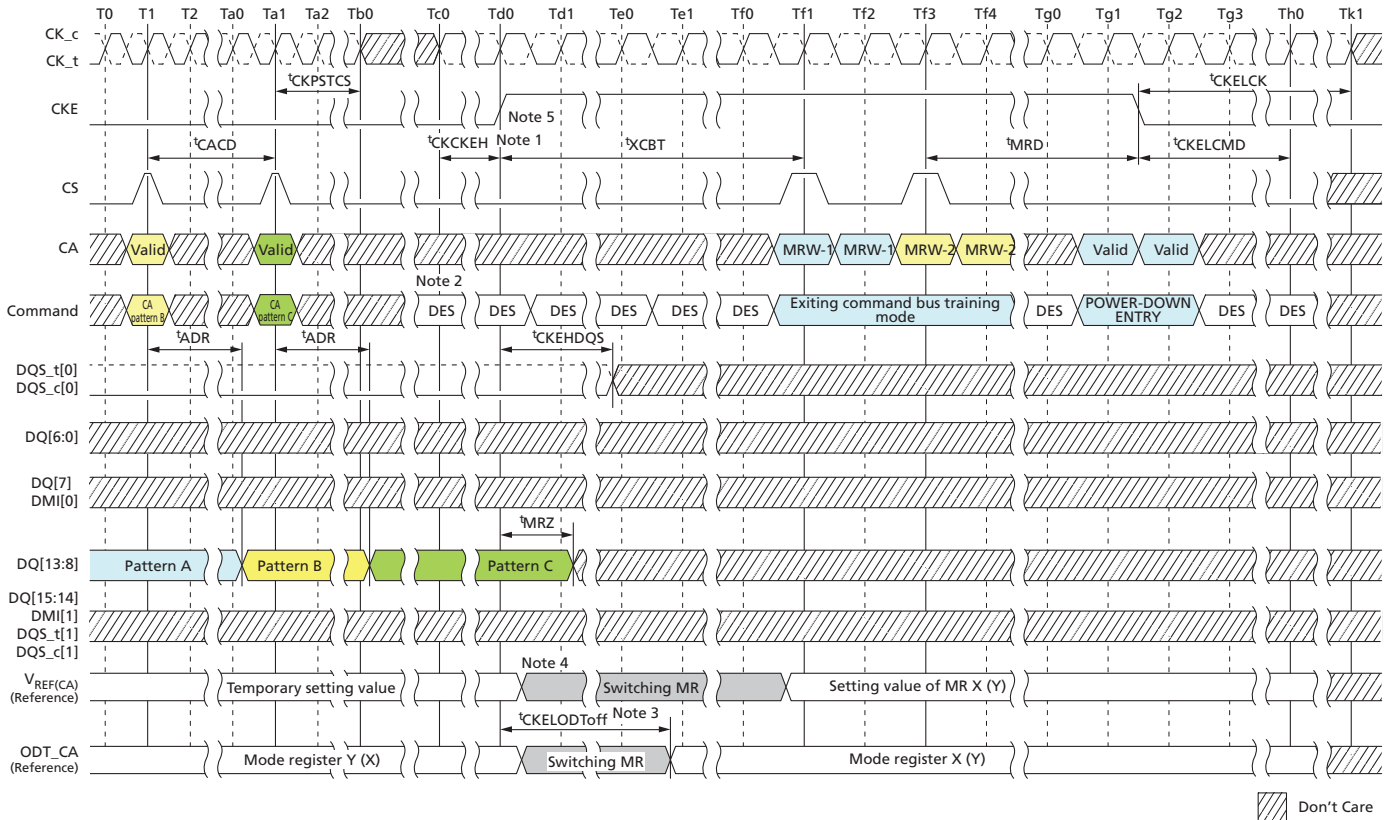 T0 T1 T2 Ta0 Ta1 Ta2 Tb0 Tc0 Td0 Td1 Te0 Te1 Tf0 Tf1 Tf2 Tf3 Tf4 Tg0 Tg1 Tg2 Tg3 Th0 Tk1
CK_c
CK_t
tCKPSTCS tCKELCK
CKE
Note 5
tCACD tCKCKEH Note 1 tXCBT tMRD tCKELCMD
CS
CA Valid Valid MRW-1 MRW-1 MRW-2 MRW-2 Valid Valid
Note 2
Command CA pattern B CA pattern C DES DES DES DES DES DES Exiting command bus training mode DES POWER-DOWN ENTRY DES DES
tADR tADR tCKEHDQS
DQS_t[0]
DQS_c[0]
DQ[6:0]
DQ[7]
DMI[0]
tMRZ
DQ[13:8] Pattern A Pattern B Pattern C
DQ[15:14]
DMI[1]
DQS_t[1]
DQS_c[1]
Note 4
VREF(CA)
(Reference)
Temporary setting value Switching MR Setting value of MR X (Y)
tCKELODToff Note 3
ODT_CA
(Reference)
Mode register Y (X) Switching MR Mode register X (Y)
Don't Care